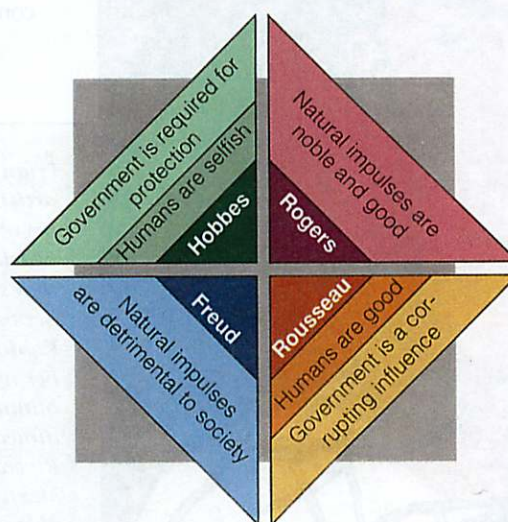 Government is required for
protection
Humans are selfish
Hobbes
Natural impulses are
noble and good
Rogers
Natural impulses
are detrimental to society
Freud
Rousseau
Humans are good
Government is a cor-
rupting influence